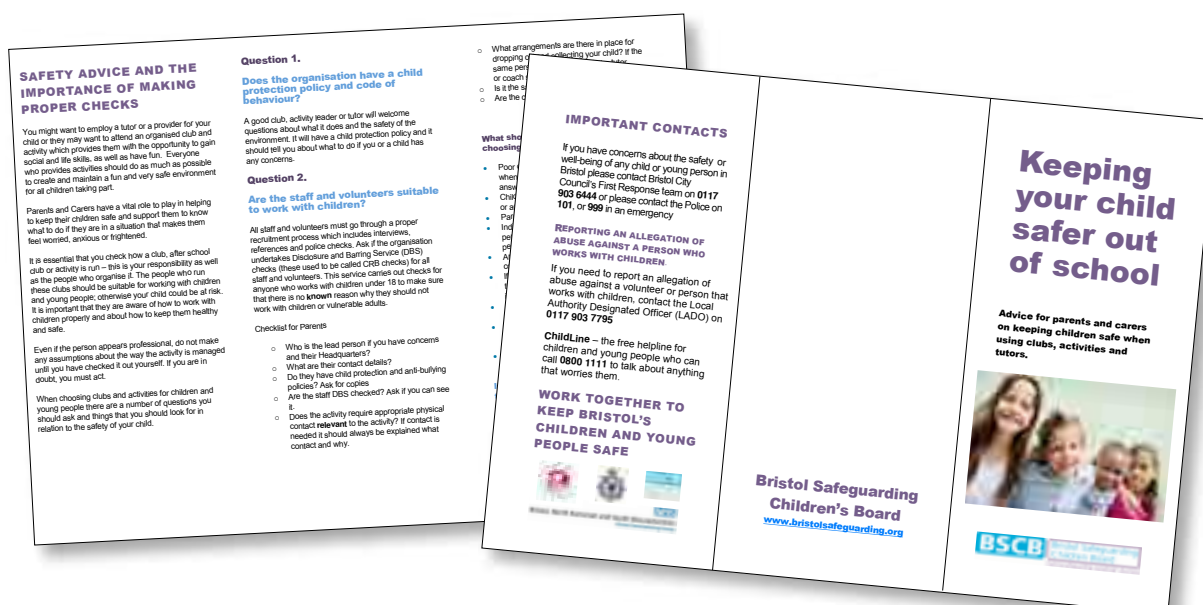 SAFETY ADVICE AND THE
IMPORTANCE OF MAKING
PROPER CHECKS
You might want to employ a tutor or a provider for your
child or they may want to attend an organised club and
activity which provides them with the opportunity to gain
social and life skills, as well as have fun. Everyone
who provides activities should do as much as possible
to create and maintain a fun and very safe environment
for all children taking part.
Parents and Carers have a vital role to play in helping
to keep their children safe and support them to know
what to do if they are in a situation that makes them
feel worried, anxious or frightened.
It is essential that you check how a club, after school
club or activity is run – this is your responsibility as well
as the people who organise it. The people who run
these clubs should be suitable for working with children
and young people; otherwise your child could be at risk.
It is important that they are aware of how to work with
children properly and about how to keep them healthy
and safe.
Even if the person appears professional, do not make
any assumptions about the way the activity is managed
until you have checked it out yourself. If you are in
doubt, you must act.
When choosing clubs and activities for children and
young people there are a number of questions you
should ask and things that you should look for in
relation to the safety of your child.
Question 1.
Does the organisation have a child
protection policy and code of
behaviour?
A good club, activity leader or tutor will welcome
questions about what it does and the safety of the
environment. It will have a child protection policy and it
should tell you about what to do if you or a child has
any concerns.
Question 2.
Are the staff and volunteers suitable
to work with children?
All staff and volunteers must go through a proper
recruitment process which includes interviews,
references and police checks. Ask if the organisation
undertakes Disclosure and Barring Service (DBS)
checks (these used to be called CRB checks) for all
staff and volunteers. This service carries out checks for
anyone who works with children under 18 to make sure
that there is no known reason why they should not
work with children or vulnerable adults.
Checklist for Parents
○ Who is the lead person if you have concerns
and their Headquarters?
○ What are their contact details?
○ Do they have child protection and anti-bullying
policies? Ask for copies
○ Are the staff DBS checked? Ask if you can see
it.
○ Does the activity require appropriate physical
contact relevant to the activity? If contact is
needed it should always be explained what
contact and why.
○ What arrangements are there in place for
dropping collecting your child? If the
same
or coach
○ Is it the
○ Are the
What
choosing
• Poor
when
• 
or a
• 
• 
IMPORTANT CONTACTS
If you have concerns about the safety or
well-being of any child or young person in
Bristol please contact Bristol City
Council's First Response team on 0117
903 6444 or please contact the Police on
101, or 999 in an emergency
REPORTING AN ALLEGATION OF
ABUSE AGAINST A PERSON WHO
WORKS WITH CHILDREN.
If you need to report an allegation of
abuse against a volunteer or person that
works with children, contact the Local
Authority Designated Officer (LADO) on
0117 903 7795
ChildLine – the free helpline for
children and young people who can
call 0800 1111 to talk about anything
that worries them.
WORK TOGETHER TO
KEEP BRISTOL'S
CHILDREN AND YOUNG
PEOPLE SAFE
Bristol Safeguarding
Children's Board
www.bristolsafeguarding.org
Keeping
your child
safer out
of school
Advice for parents and carers
on keeping children safe when
using clubs, activities and
tutors.
BSCB Bristol Safeguarding
Children Board